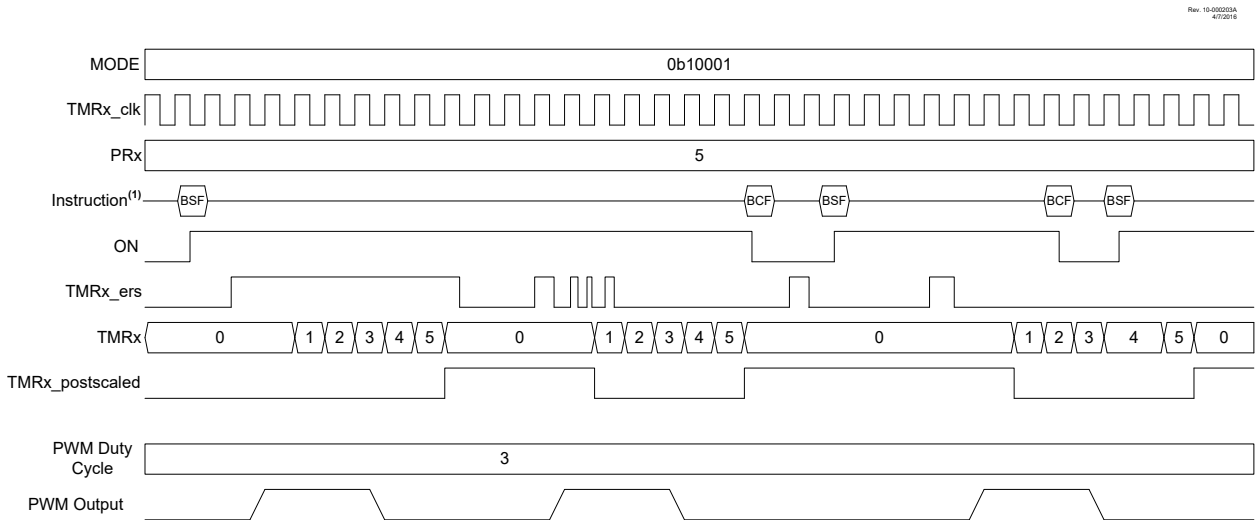 Rev. 10-000203A
4/7/2016
MODE 0b10001
TMRx_clk
PRx 5
Instruction(1) BSF BCF BSF BCF BSF
ON
TMRx_ers
TMRx 0 1 2 3 4 5 0 1 2 3 4 5 0 1 2 3 4 5 0
TMRx_postscaled
PWM Duty
Cycle 3
PWM Output